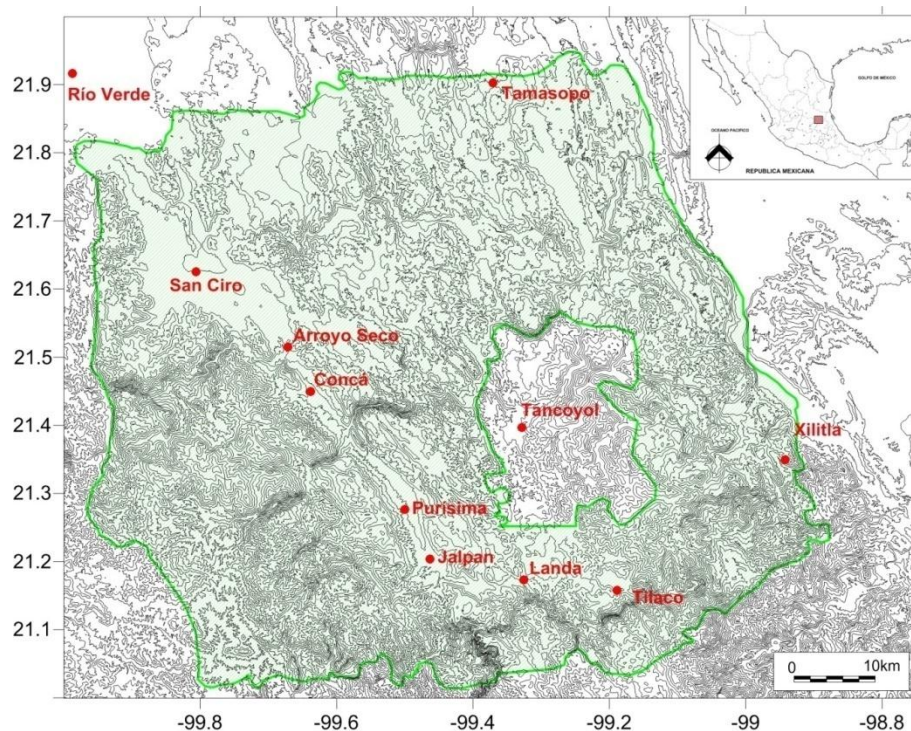 21.9
21.8
21.7
21.6
21.5
21.4
21.3
21.2
21.1
Río Verde
Tamasopo
San Ciro
Arroyo Seco
Concá
Tancoyol
Xilitla
Purisima
Jalpan
Landa
Tilaco
GOLFO DE MÉXICO
OCEANO PACIFICO
REPUBLICA MEXICANA
0 10km
-99.8 -99.6 -99.4 -99.2 -99 -98.8